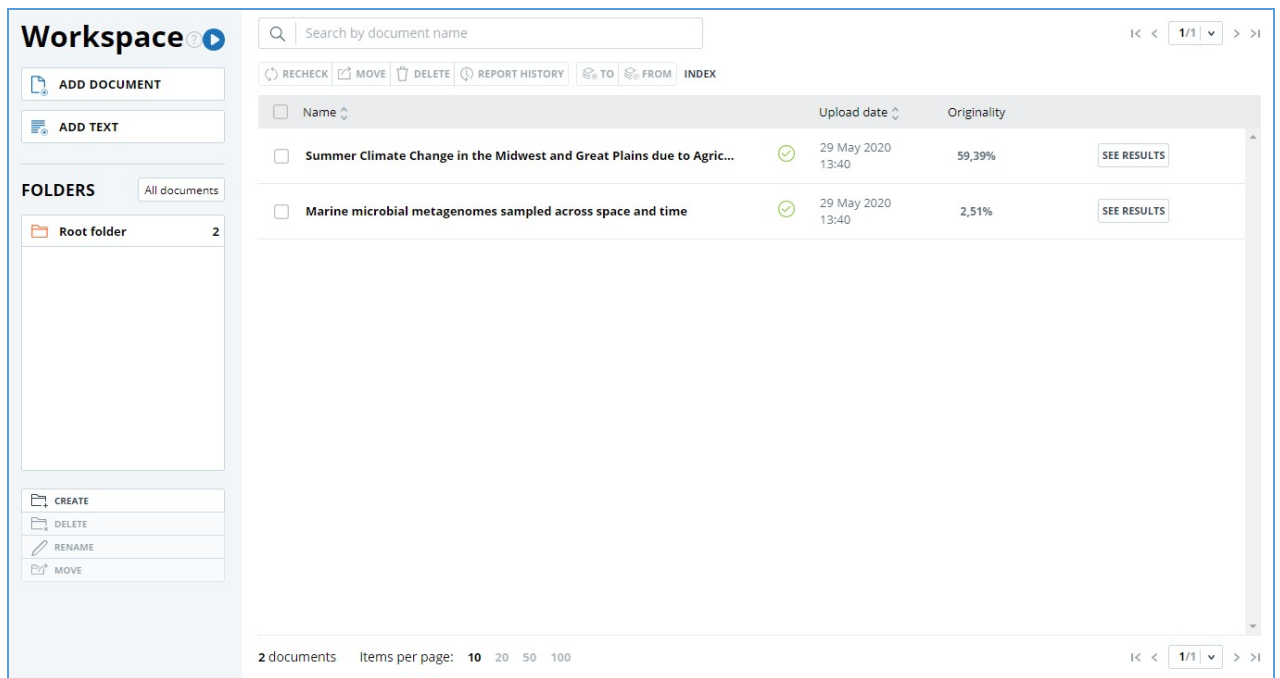 Workspace
ADD DOCUMENT
ADD TEXT
FOLDERS All documents
Root folder 2
CREATE
DELETE
RENAME
MOVE
Search by document name
1/1
RECHECK MOVE DELETE REPORT HISTORY TO FROM INDEX
Name Upload date Originality
Summer Climate Change in the Midwest and Great Plains due to Agric... 29 May 2020 13:40 59,39% SEE RESULTS
Marine microbial metagenomes sampled across space and time 29 May 2020 13:40 2,51% SEE RESULTS
2 documents Items per page: 10 20 50 100 1/1